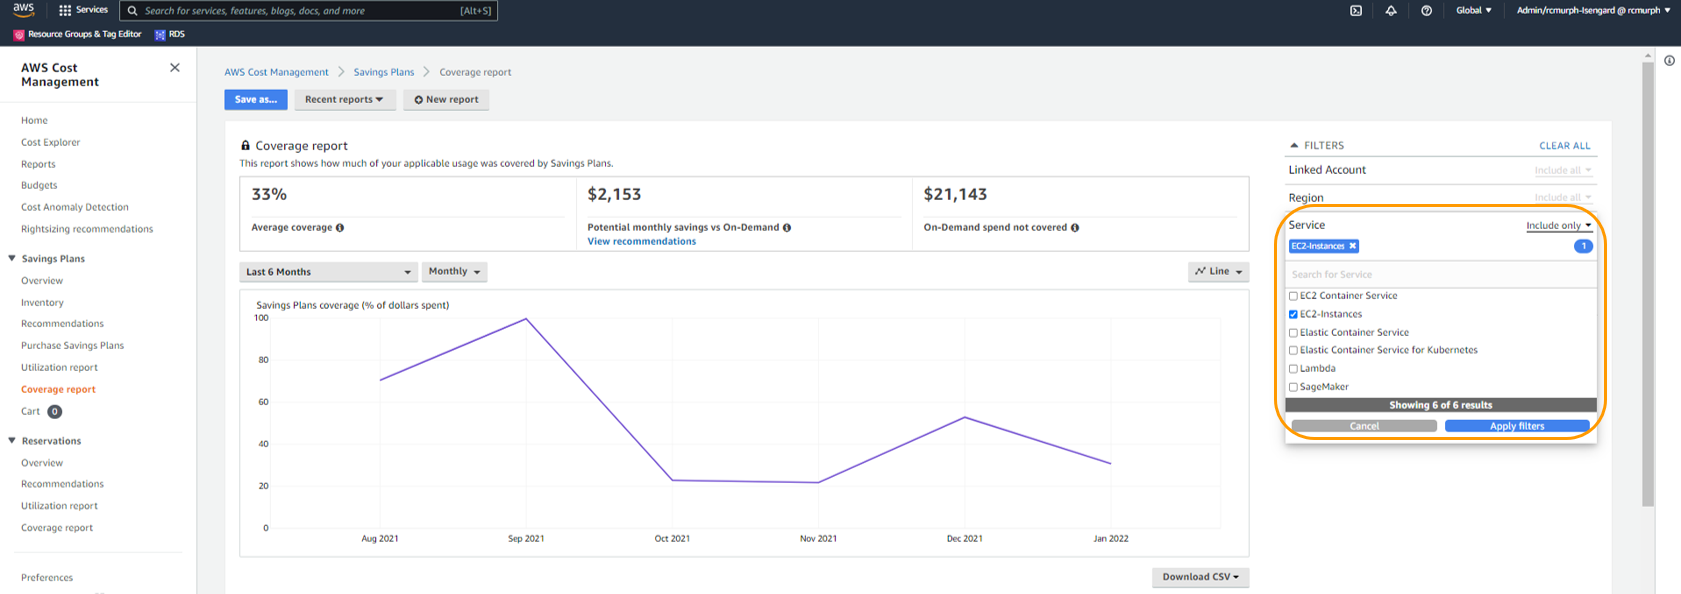 aws
Services
Search for services, features, blogs, docs, and more
[Alt+S]
Global
Admin/rcmurph-Isengard @ rcmurph
Resource Groups & Tag Editor
RDS
AWS Cost
Management
Home
Cost Explorer
Reports
Budgets
Cost Anomaly Detection
Rightsizing recommendations
Savings Plans
Overview
Inventory
Recommendations
Purchase Savings Plans
Utilization report
Coverage report
Cart 0
Reservations
Overview
Recommendations
Utilization report
Coverage report
Preferences
AWS Cost Management
Savings Plans
Coverage report
Save as...
Recent reports
New report
Coverage report
This report shows how much of your applicable usage was covered by Savings Plans.
33%
Average coverage
$2,153
Potential monthly savings vs On-Demand
View recommendations
$21,143
On-Demand spend not covered
Last 6 Months
Monthly
Line
Savings Plans coverage (% of dollars spent)
100
80
60
40
20
0
Aug 2021
Sep 2021
Oct 2021
Nov 2021
Dec 2021
Jan 2022
Download CSV
FILTERS
CLEAR ALL
Linked Account
Include all
Region
Include all
Service
Include only
EC2-Instances
1
Search for Service
EC2 Container Service
EC2-Instances
Elastic Container Service
Elastic Container Service for Kubernetes
Lambda
SageMaker
Showing 6 of 6 results
Cancel
Apply filters